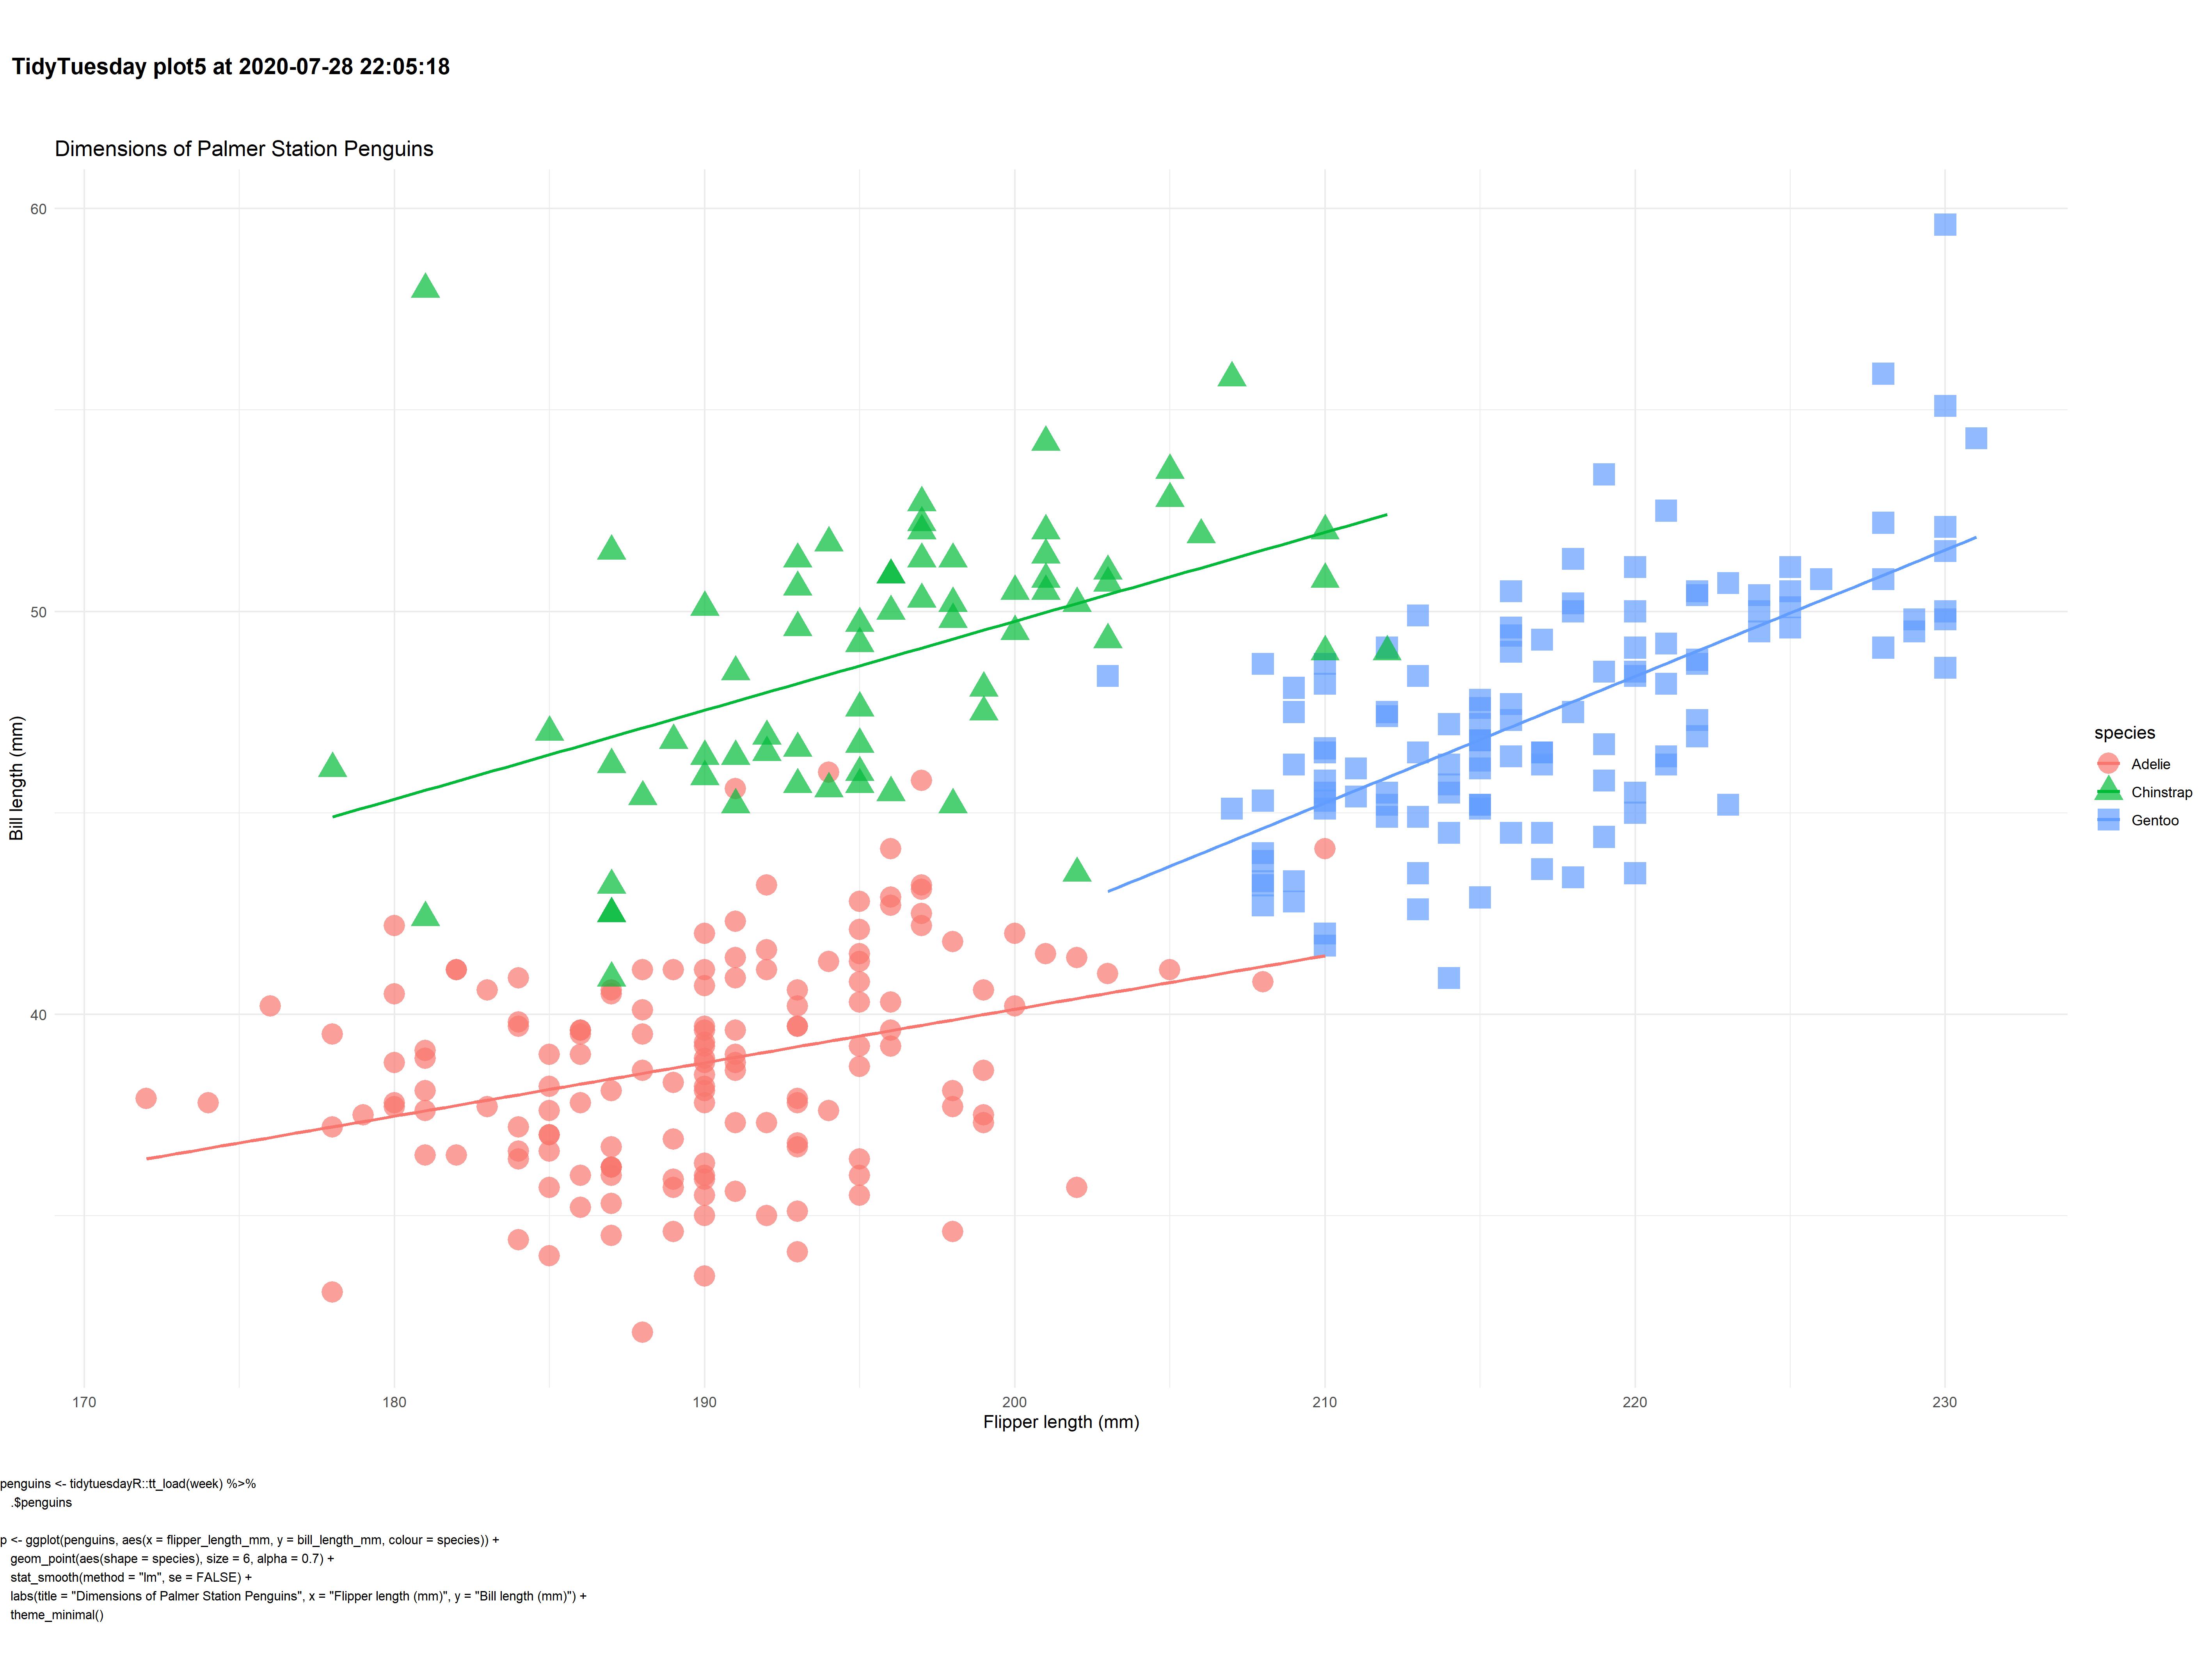 TidyTuesday plot5 at 2020-07-28 22:05:18
Dimensions of Palmer Station Penguins
60
50
40
Bill length (mm)
170 180 190 200 210 220 230
Flipper length (mm)
species
Adelie
Chinstrap
Gentoo
penguins <- tidytuesdayR::tt_load(week) %>%
.$penguins
p <- ggplot(penguins, aes(x = flipper_length_mm, y = bill_length_mm, colour = species)) +
geom_point(aes(shape = species), size = 6, alpha = 0.7) +
stat_smooth(method = "lm", se = FALSE) +
labs(title = "Dimensions of Palmer Station Penguins", x = "Flipper length (mm)", y = "Bill length (mm)") +
theme_minimal()